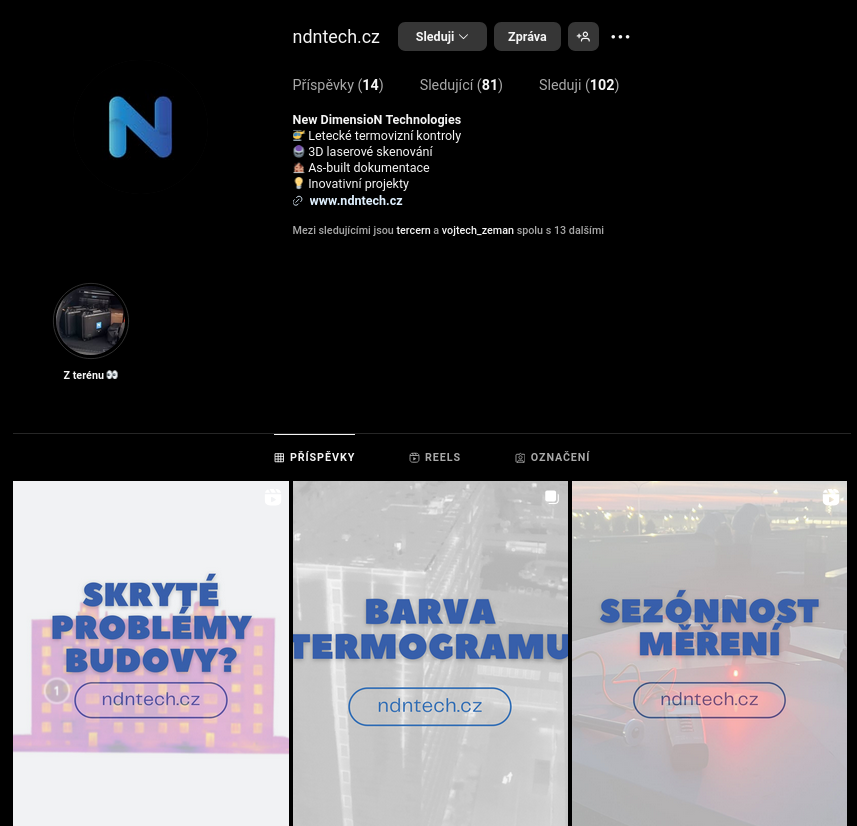 ndntech.cz Sleduji Zpráva
Příspěvky (14) Sledující (81) Sleduji (102)
New DimensioN Technologies
🚁 Letecké termovizní kontroly
🔮 3D laserové skenování
🏘 As-built dokumentace
💡 Inovativní projekty
www.ndntech.cz
Mezi sledujícími jsou tercern a vojtech_zeman spolu s 13 dalšími
N
Z terénu 👀
PŘÍSPĚVKY REELS OZNAČENÍ
SKRYTÉ
PROBLÉMY
BUDOVY?
1
ndntech.cz
BARVA
TERMOGRAMU
ndntech.cz
SEZÓNNOST
MĚŘENÍ
ndntech.cz